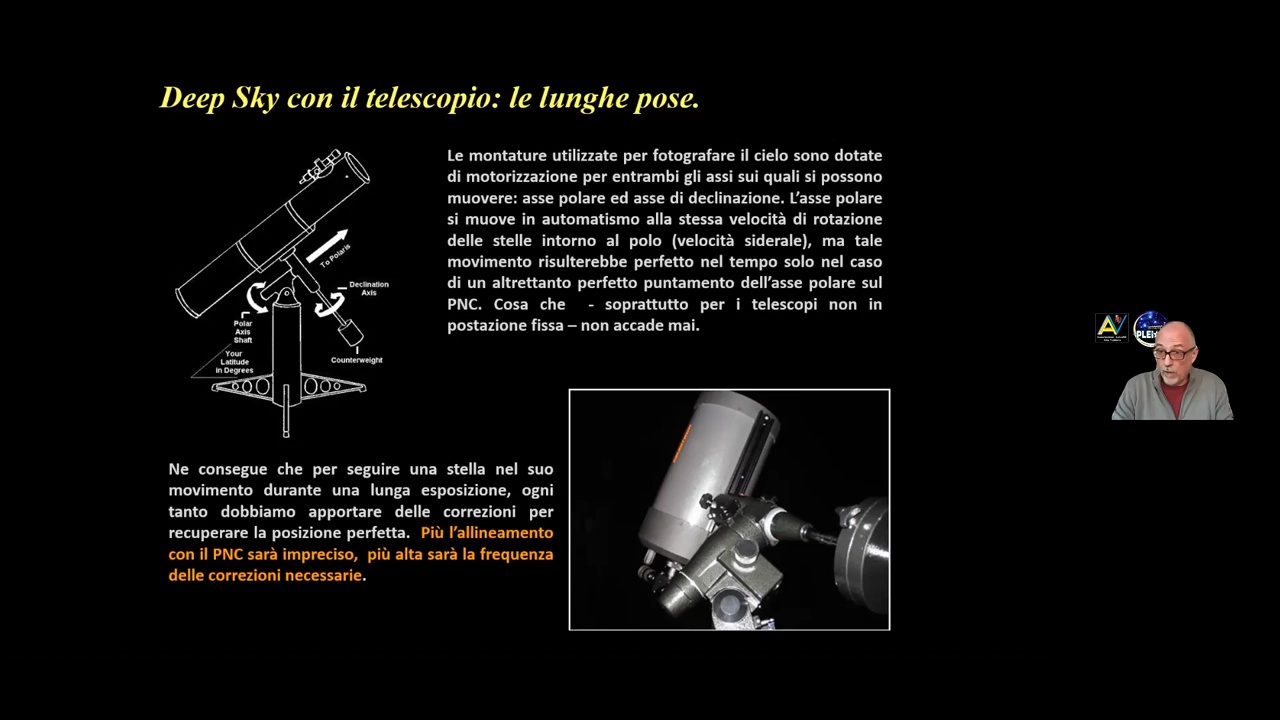 Deep Sky con il telescopio: le lunghe pose.
Le montature utilizzate per fotografare il cielo sono dotate
di motorizzazione per entrambi gli assi sui quali si possono
muovere: asse polare ed asse di declinazione. L’asse polare
si muove in automatismo alla stessa velocità di rotazione
delle stelle intorno al polo (velocità siderale), ma tale
movimento risulterebbe perfetto nel tempo solo nel caso
di un altrettanto perfetto puntamento dell’asse polare sul
PNC. Cosa che - soprattutto per i telescopi non in
postazione fissa – non accade mai.
To Polaris
Declination
Axis
Polar
Axis
Shaft
Your
Latitude
in Degrees
Counterweight
Ne consegue che per seguire una stella nel suo
movimento durante una lunga esposizione, ogni
tanto dobbiamo apportare delle correzioni per
recuperare la posizione perfetta. Più l’allineamento
con il PNC sarà impreciso, più alta sarà la frequenza
delle correzioni necessarie.
AV